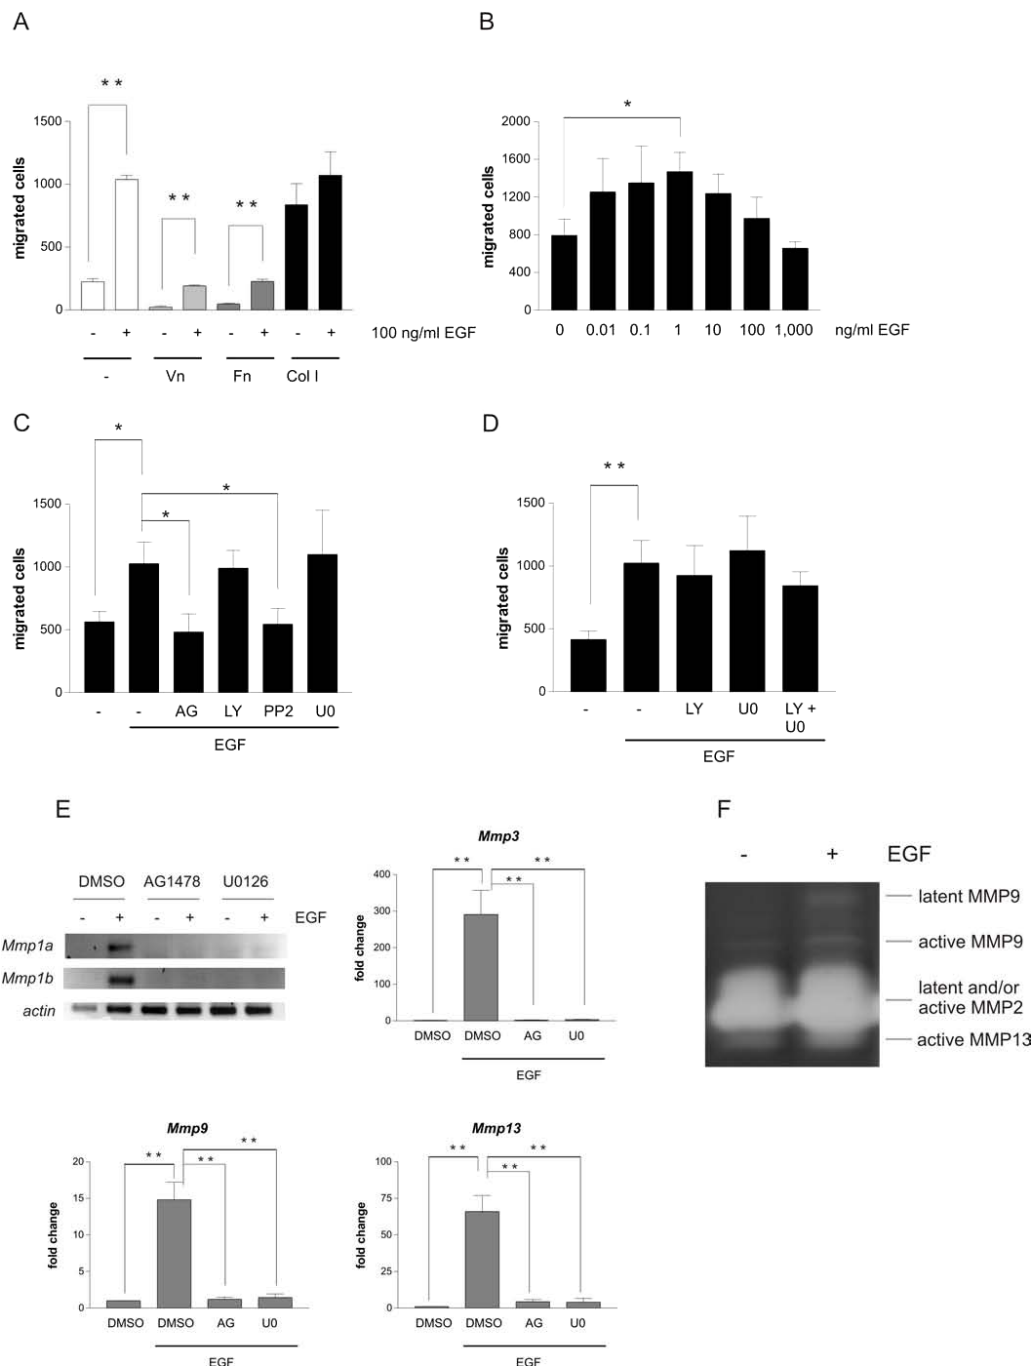 A
* *
* *
* *
migrated cells
1500
1000
500
0
- + - + - + - +
100 ng/ml EGF
- Vn Fn Col I
B
*
migrated cells
2000
1600
1200
800
400
0 0.01 0.1 1 10 100 1,000 ng/ml EGF
C
*
*
*
migrated cells
1500
1000
500
0
- - AG LY PP2 U0
EGF
D
* *
migrated cells
1500
1000
500
0
- - LY U0 LY +
U0
EGF
E
DMSO AG1478 U0126
- + - + - + EGF
Mmp1a
Mmp1b
actin
Mmp3
* * * *
* *
fold change
400
300
200
100
0
DMSO DMSO AG U0
EGF
F
- + EGF
latent MMP9
active MMP9
latent and/or
active MMP2
active MMP13
Mmp9
* *
* * * *
fold change
20
15
10
5
0
DMSO DMSO AG U0
EGF
Mmp13
* * * *
* *
fold change
100
75
50
25
0
DMSO DMSO AG U0
EGF